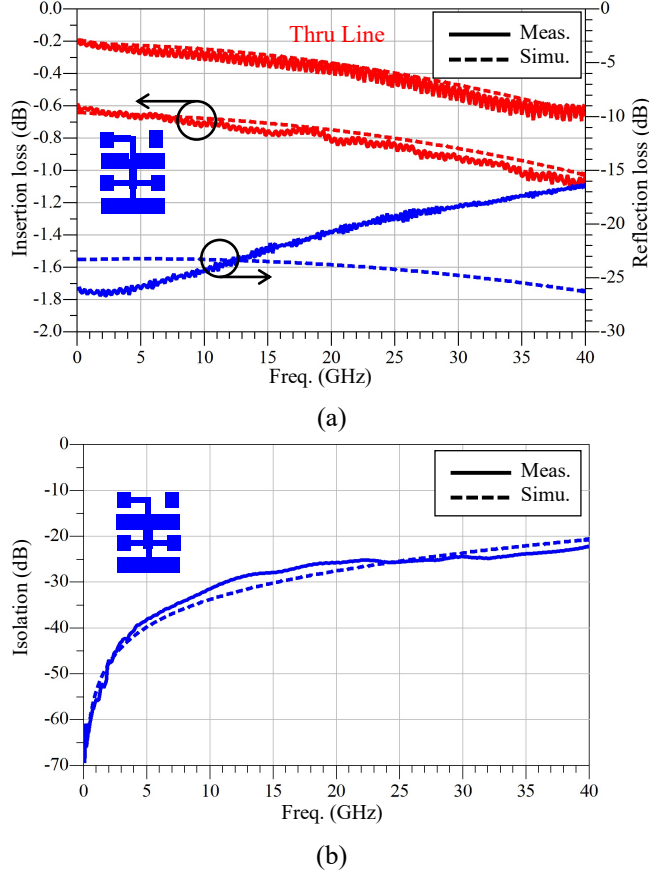 Thru Line
Meas.
Simu.
-0.0
-0.2
-0.4
-0.6
-0.8
-1.0
-1.2
-1.4
-1.6
-1.8
-2.0
Insertion loss (dB)
0
-5
-10
-15
-20
-25
-30
Reflection loss (dB)
0 5 10 15 20 25 30 35 40
Freq. (GHz)
(a)
Meas.
Simu.
0
-10
-20
-30
-40
-50
-60
-70
Isolation (dB)
0 5 10 15 20 25 30 35 40
Freq. (GHz)
(b)